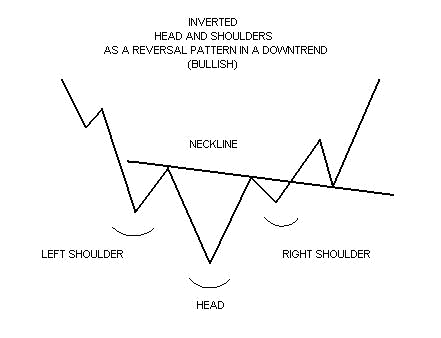 INVERTED
HEAD AND SHOULDERS
AS A REVERSAL PATTERN IN A DOWNTREND
(BULLISH)
NECKLINE
LEFT SHOULDER
RIGHT SHOULDER
HEAD